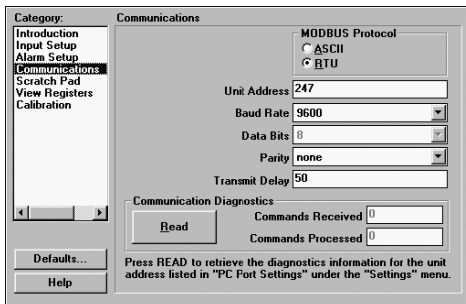 Category:
Introduction
Input Setup
Alarm Setup
Communications
Scratch Pad
View Registers
Calibration
Defaults...
Help
Communications
MODBUS Protocol
ASCII
RTU
Unit Address 247
Baud Rate 9600
Data Bits 8
Parity none
Transmit Delay 50
Communication Diagnostics
Read
Commands Received 0
Commands Processed 0
Press READ to retrieve the diagnostics information for the unit
address listed in "PC Port Settings" under the "Settings" menu.